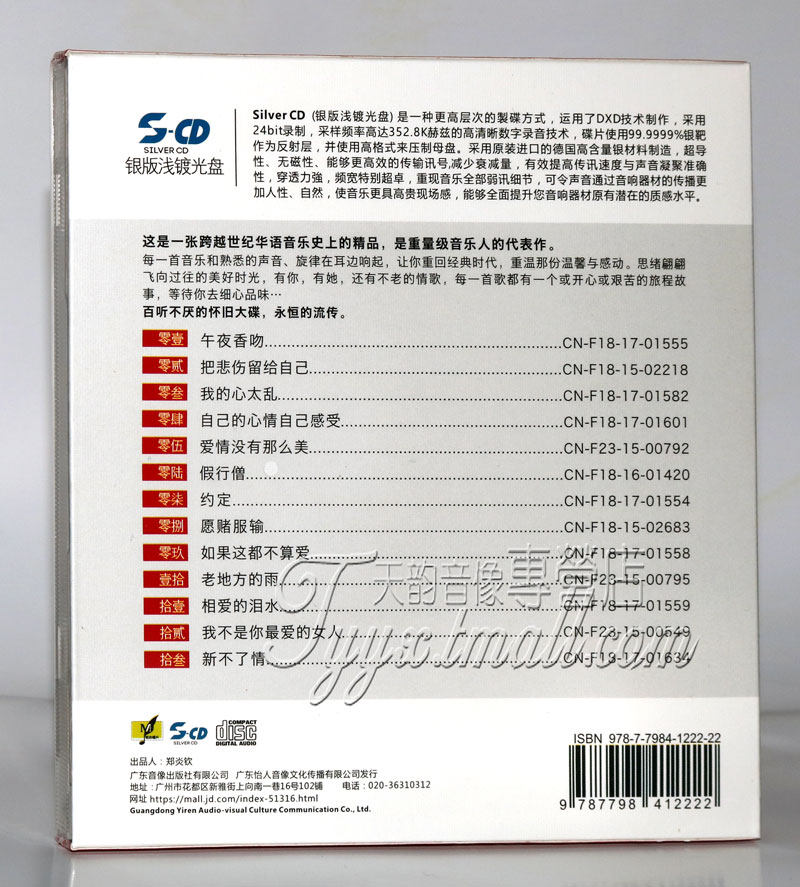 S-CD
SILVER CD
银版浅镀光盘
Silver CD (银版浅镀光盘) 是一种更高层次的製碟方式，运用了DXD技术制作，采用
24bit录制，采样频率高达352.8K赫兹的高清晰数字录音技术，碟片使用99.9999%银靶
作为反射层，并使用高格式来压制母盘。采用原装进口的德国高含量银材料制造，超导
性、无磁性、能够更高效的传输讯号,减少衰减量，有效提高传讯速度与声音凝聚准确
性，穿透力強，频宽特别超卓，重现音乐全部弱讯细节，可令声音通过音响器材的传播更
加人性、自然，使音乐更具高贵现场感，能够全面提升您音响器材原有潜在的质感水平。
这是一张跨越世纪华语音乐史上的精品，是重量级音乐人的代表作。
每一首音乐和熟悉的声音、旋律在耳边响起，让你重回经典时代，重温那份温馨与感动。思绪翩翩
飞向过往的美好时光，有你，有她，还有不老的情歌，每一首歌都有一个或开心或艰苦的旅程故
事，等待你去细心品味…
百听不厌的怀旧大碟，永恒的流传。
零壹 午夜香吻 CN-F18-17-01555
零贰 把悲伤留给自己 CN-F18-15-02218
零叁 我的心太乱 CN-F18-17-01582
零肆 自己的心情自己感受 CN-F18-17-01601
零伍 爱情没有那么美 CN-F23-15-00792
零陆 假行僧 CN-F18-16-01420
零柒 约定 CN-F18-17-01554
零捌 愿赌服输 CN-F18-15-02683
零玖 如果这都不算爱 CN-F18-17-01558
壹拾 老地方的雨 CN-F23-15-00795
拾壹 相爱的泪水 CN-F18-17-01559
拾贰 我不是你最爱的女人 CN-F23-15-00549
拾叁 新不了情 CN-F18-17-01634
天韵音像專營店
Tyyx.tmall.com
S-CD
SILVER CD
COMPACT
disc
DIGITAL AUDIO
出品人：郑炎钦
广东音像出版社有限公司 广东怡人音像文化传播有限公司发行
地址：广州市花都区新雅街上向南一巷16号102铺 电话：020-36310312
网址 https://mall.jd.com/index-51316.html
Guangdong Yiren Audio-visual Culture Communication Co., Ltd.
ISBN 978-7-7984-1222-22
9 787798 412222